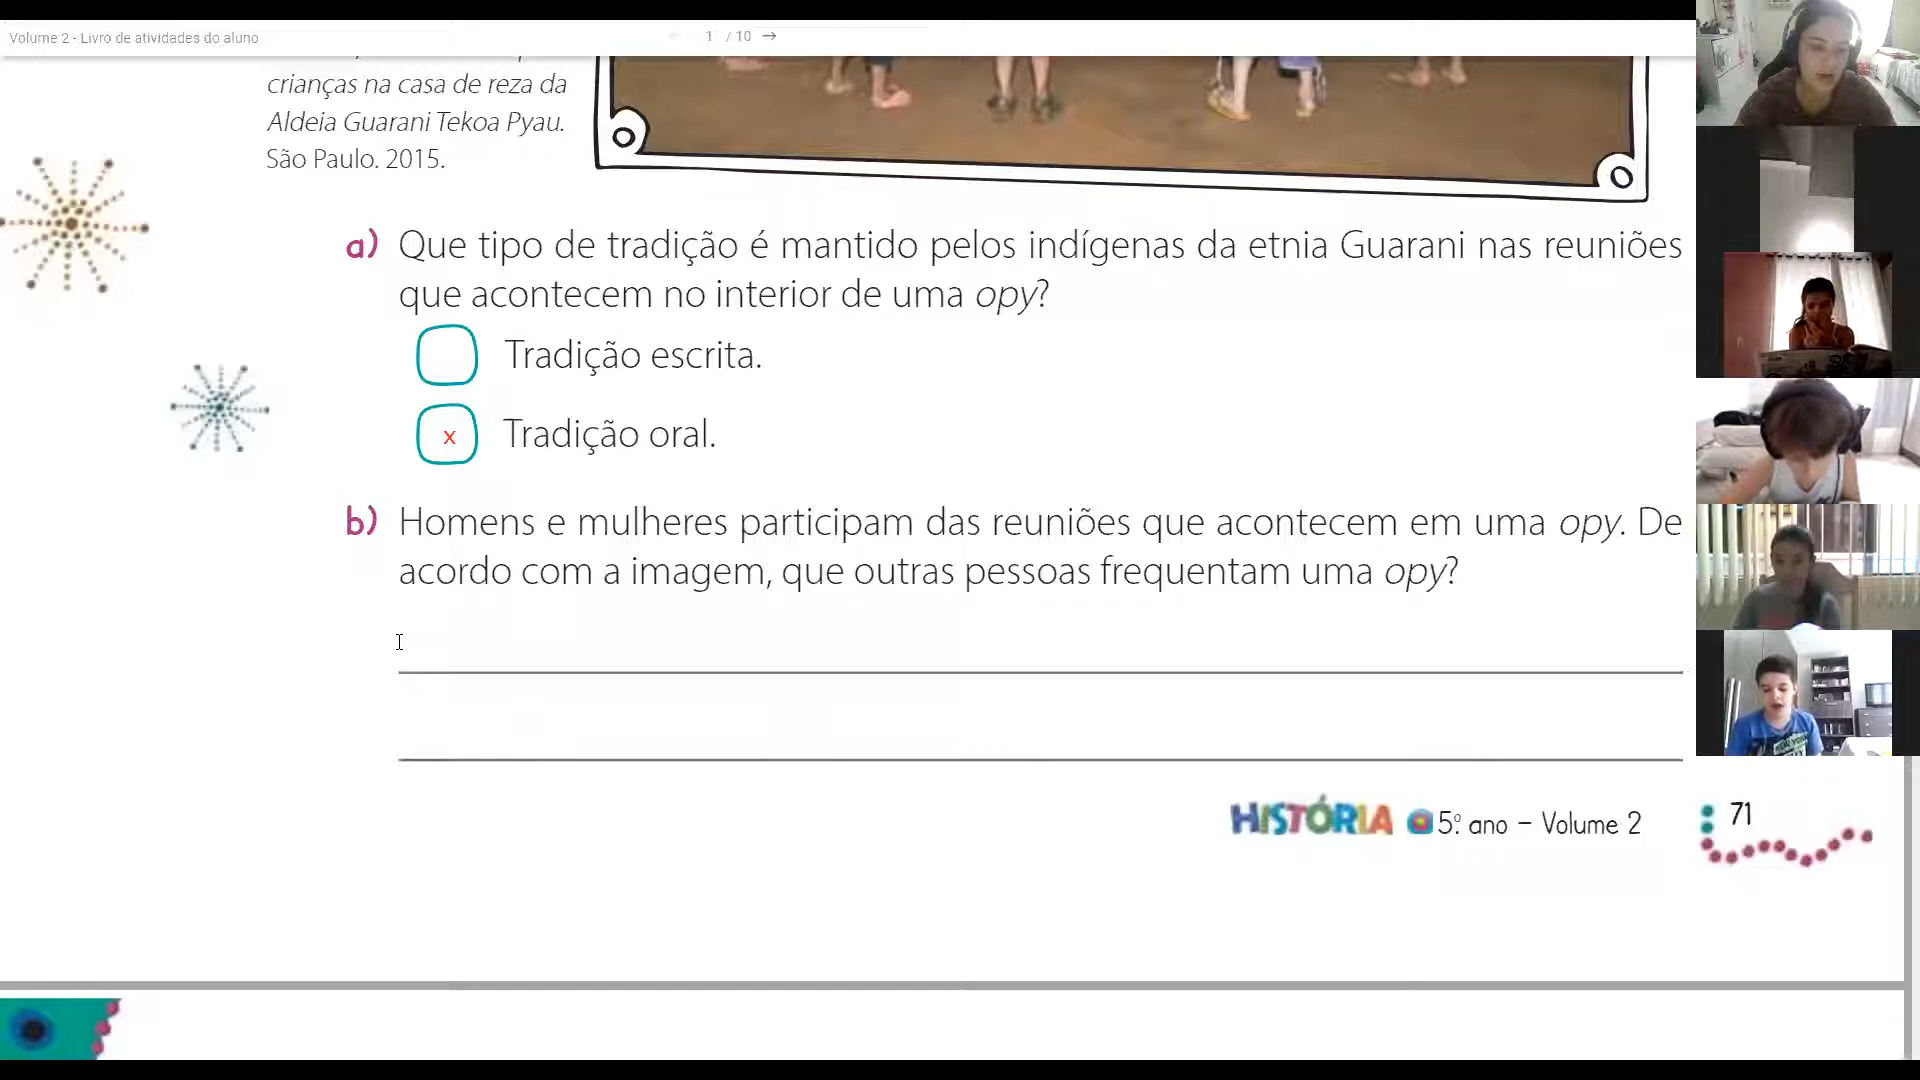 Volume 2 - Livro de atividades do aluno
1 / 10 →
crianças na casa de reza da
Aldeia Guarani Tekoa Pyau.
São Paulo. 2015.
a) Que tipo de tradição é mantido pelos indígenas da etnia Guarani nas reuniões
que acontecem no interior de uma opy?
Tradição escrita.
x Tradição oral.
b) Homens e mulheres participam das reuniões que acontecem em uma opy. De
acordo com a imagem, que outras pessoas frequentam uma opy?
HISTÓRIA 5º ano – Volume 2 71
NEW YORK